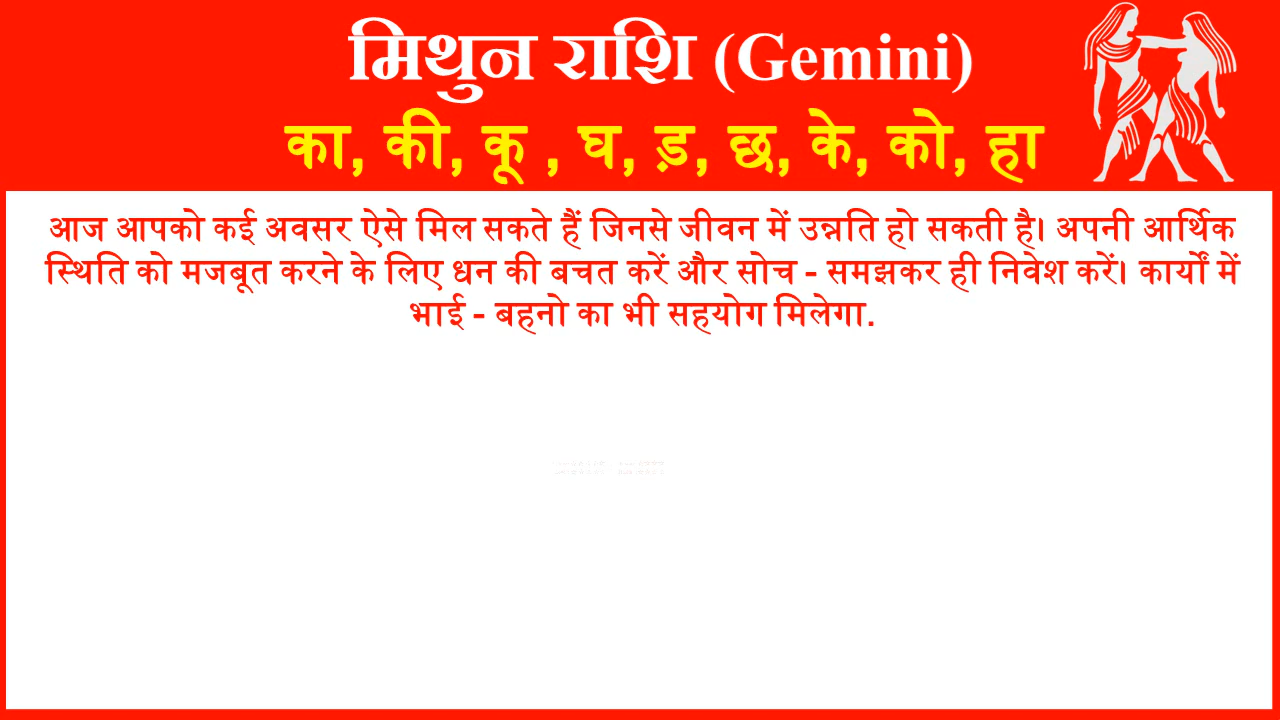 मिथुन राशि (Gemini)
का, की, कू , घ, ड़, छ, के, को, हा
आज आपको कई अवसर ऐसे मिल सकते हैं जिनसे जीवन में उन्नति हो सकती है। अपनी आर्थिक
स्थिति को मजबूत करने के लिए धन की बचत करें और सोच - समझकर ही निवेश करें। कार्यों में
भाई - बहनो का भी सहयोग मिलेगा.